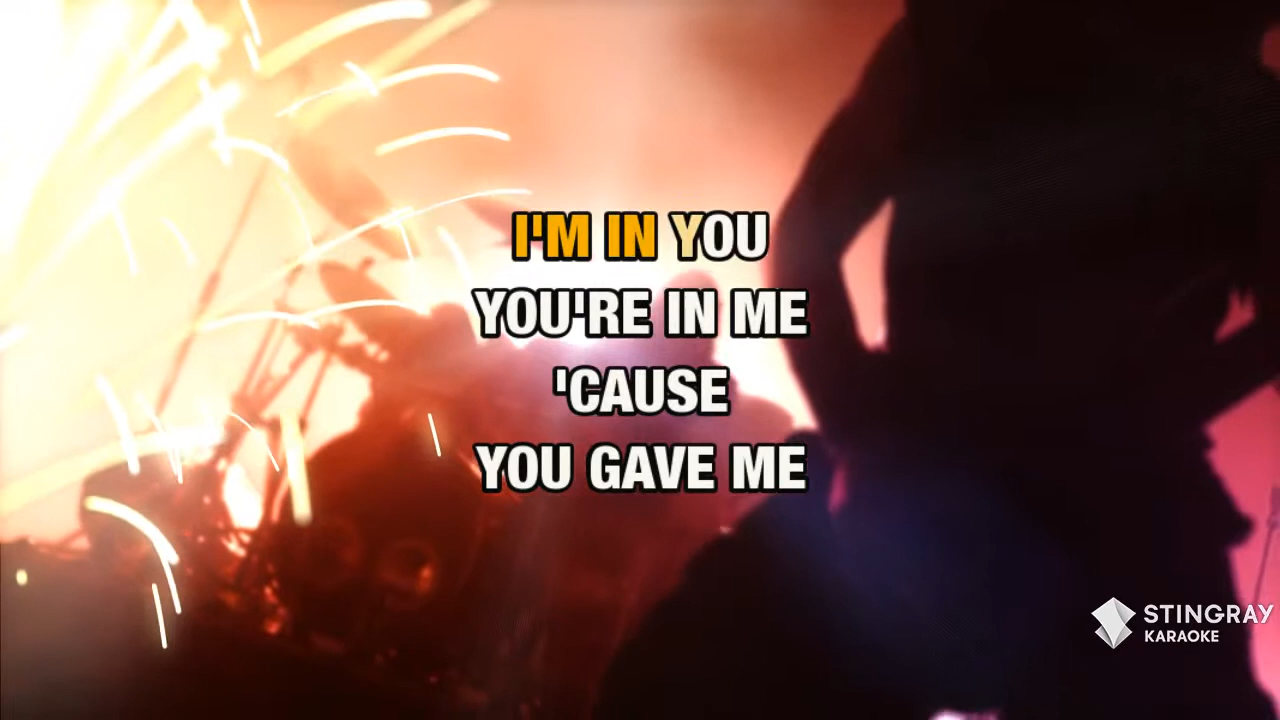 I'M IN YOU
YOU'RE IN ME
'CAUSE
YOU GAVE ME
STINGRAY
KARAOKE